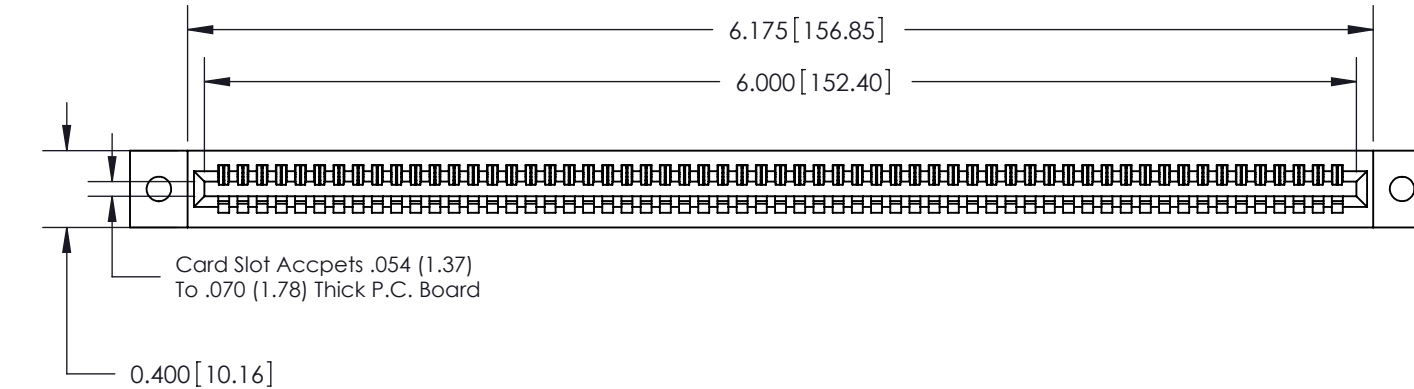 6.175[156.85]
6.000[152.40]
Card Slot Accpets .054 (1.37)
To .070 (1.78) Thick P.C. Board
0.400[10.16]